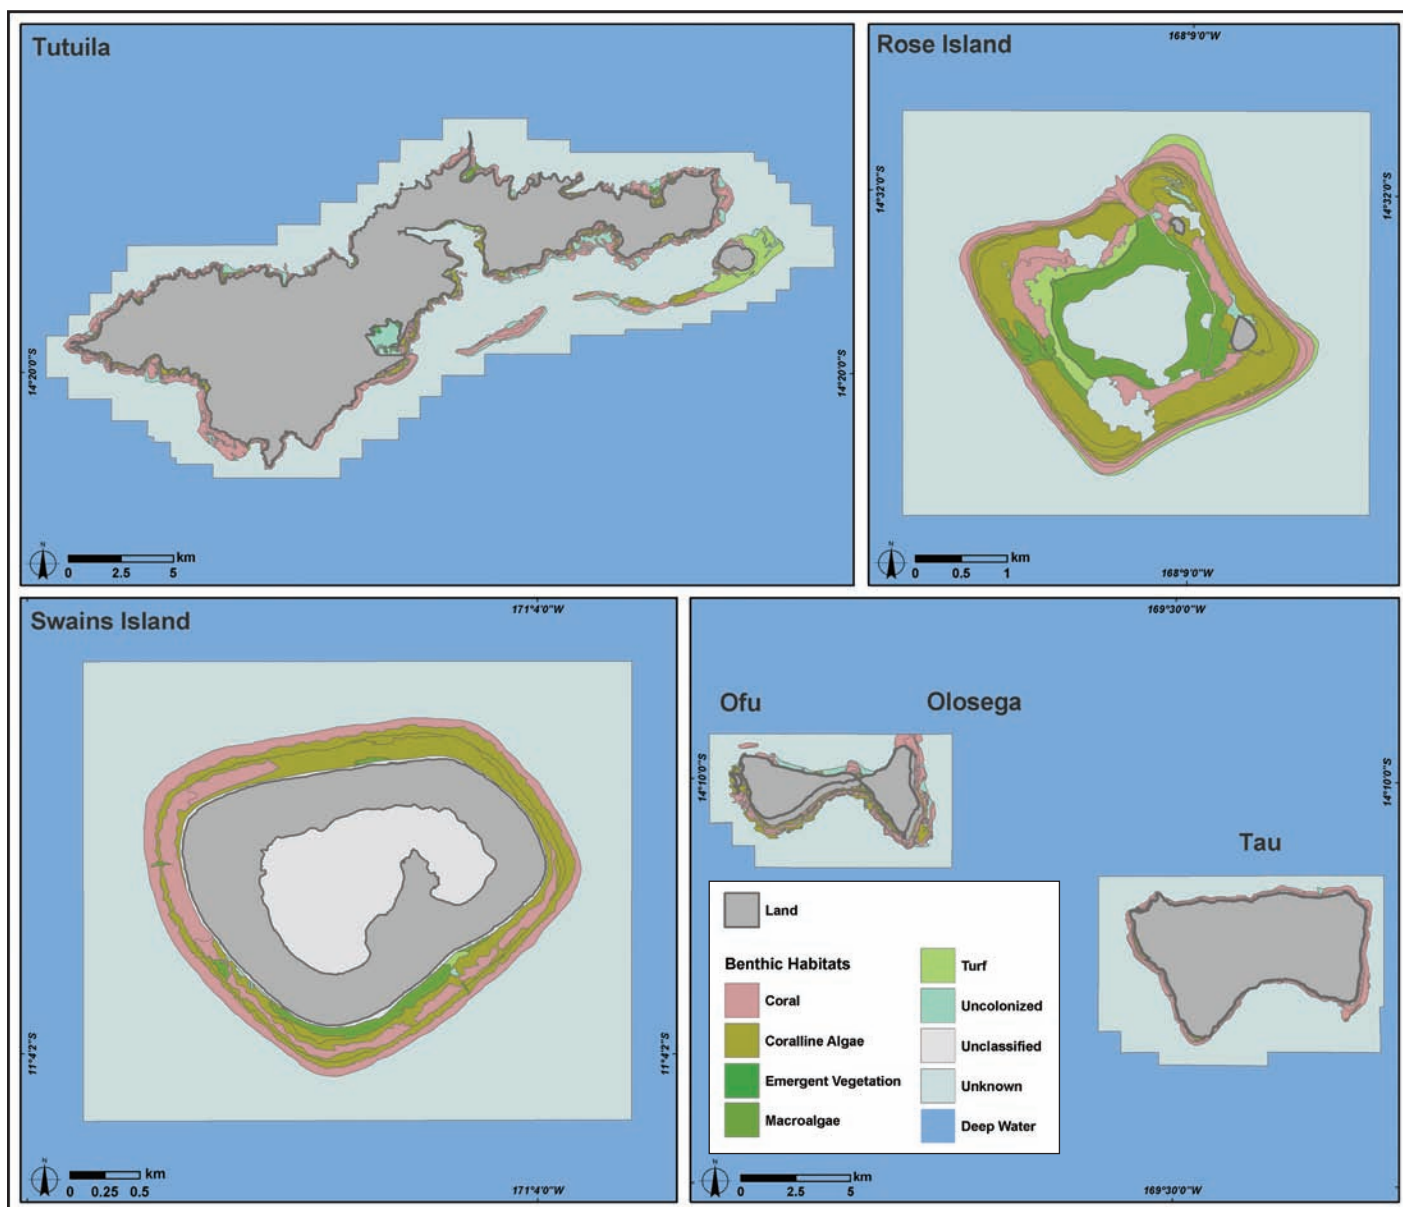 Tutuila
14°20'0"S
14°20'0"S
N
km
0 2.5 5
Rose Island
168°9'0"W
14°32'0"S
14°32'0"S
N
km
0 0.5 1
168°9'0"W
Swains Island
171°4'0"W
11°4'2"S
11°4'2"S
N
km
0 0.25 0.5
171°4'0"W
169°30'0"W
Ofu
Olosega
14°10'0"S
14°10'0"S
Tau
Land
Benthic Habitats
Coral
Coralline Algae
Emergent Vegetation
Macroalgae
Turf
Uncolonized
Unclassified
Unknown
Deep Water
N
km
0 2.5 5
169°30'0"W